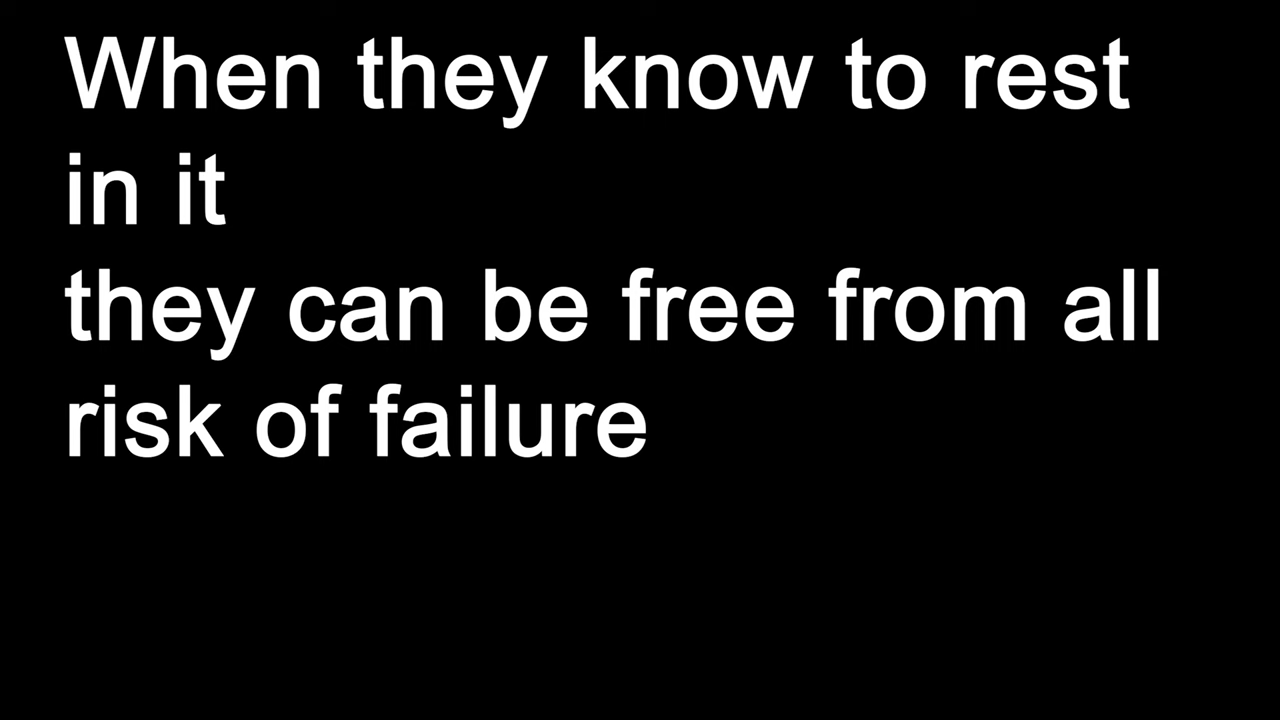 When they know to rest
in it
they can be free from all
risk of failure